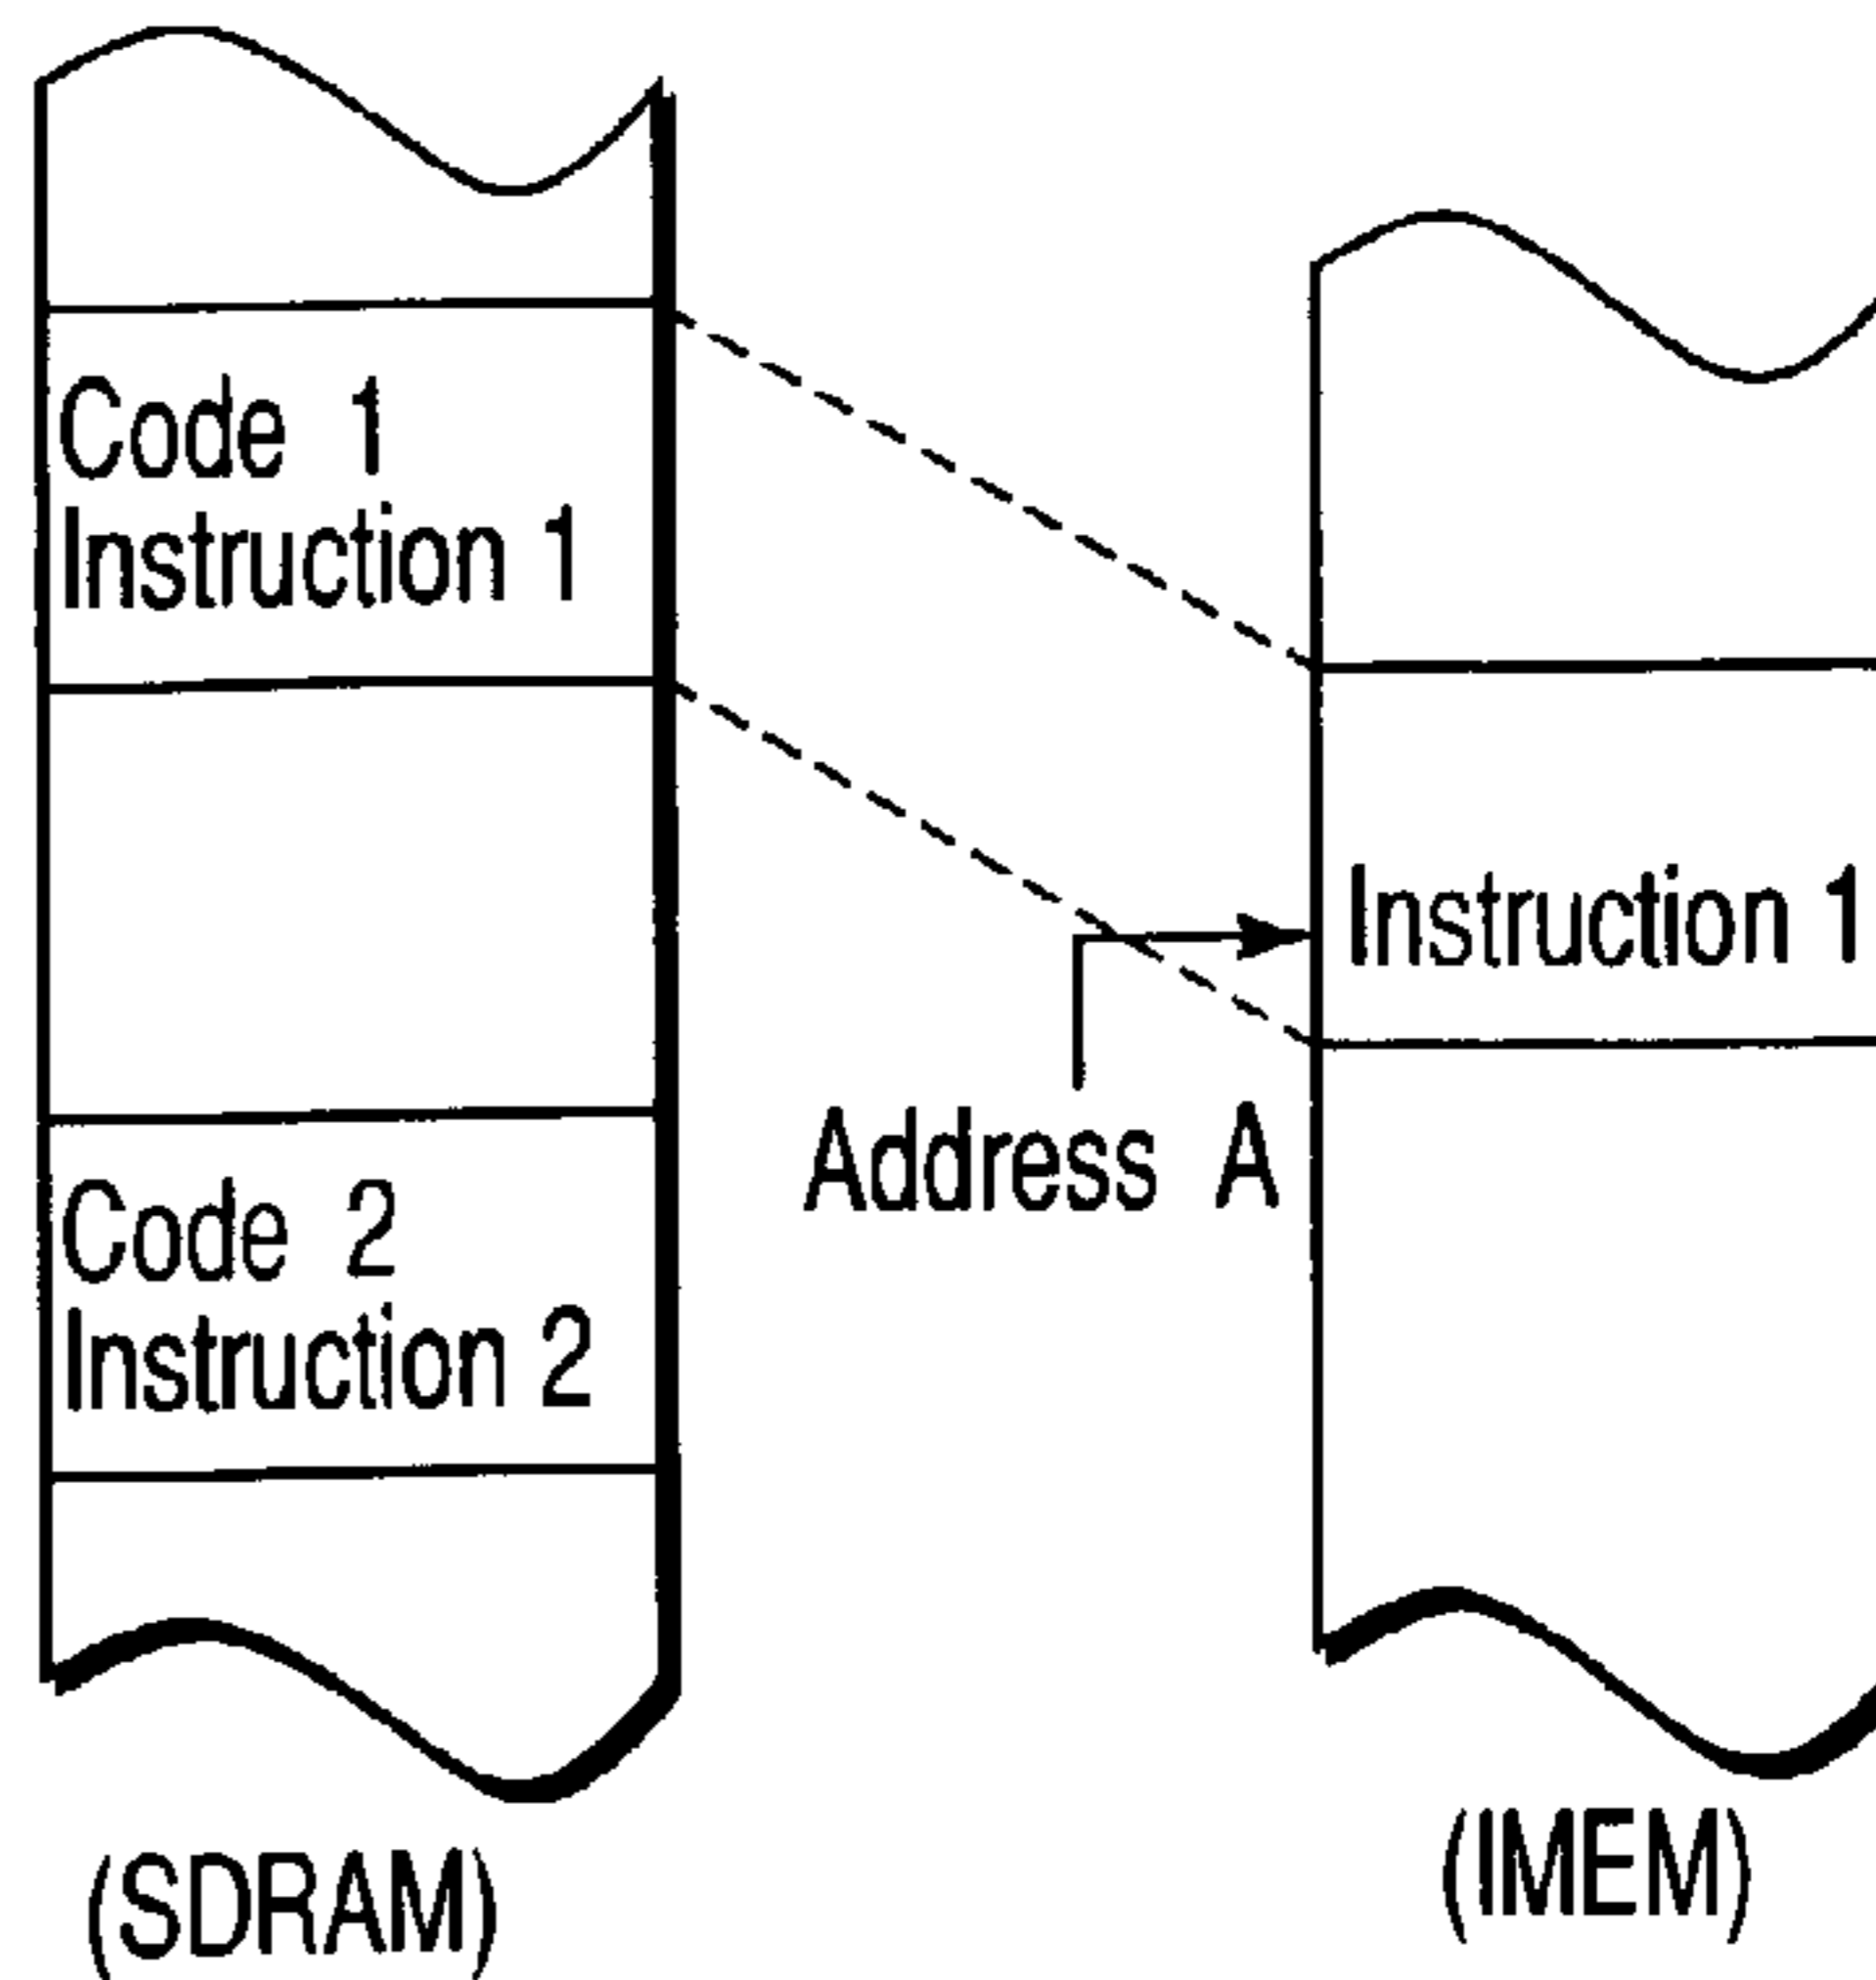 Code 1
Instruction 1
Instruction 1
Address A
Code 2
Instruction 2
(SDRAM)
(IMEM)